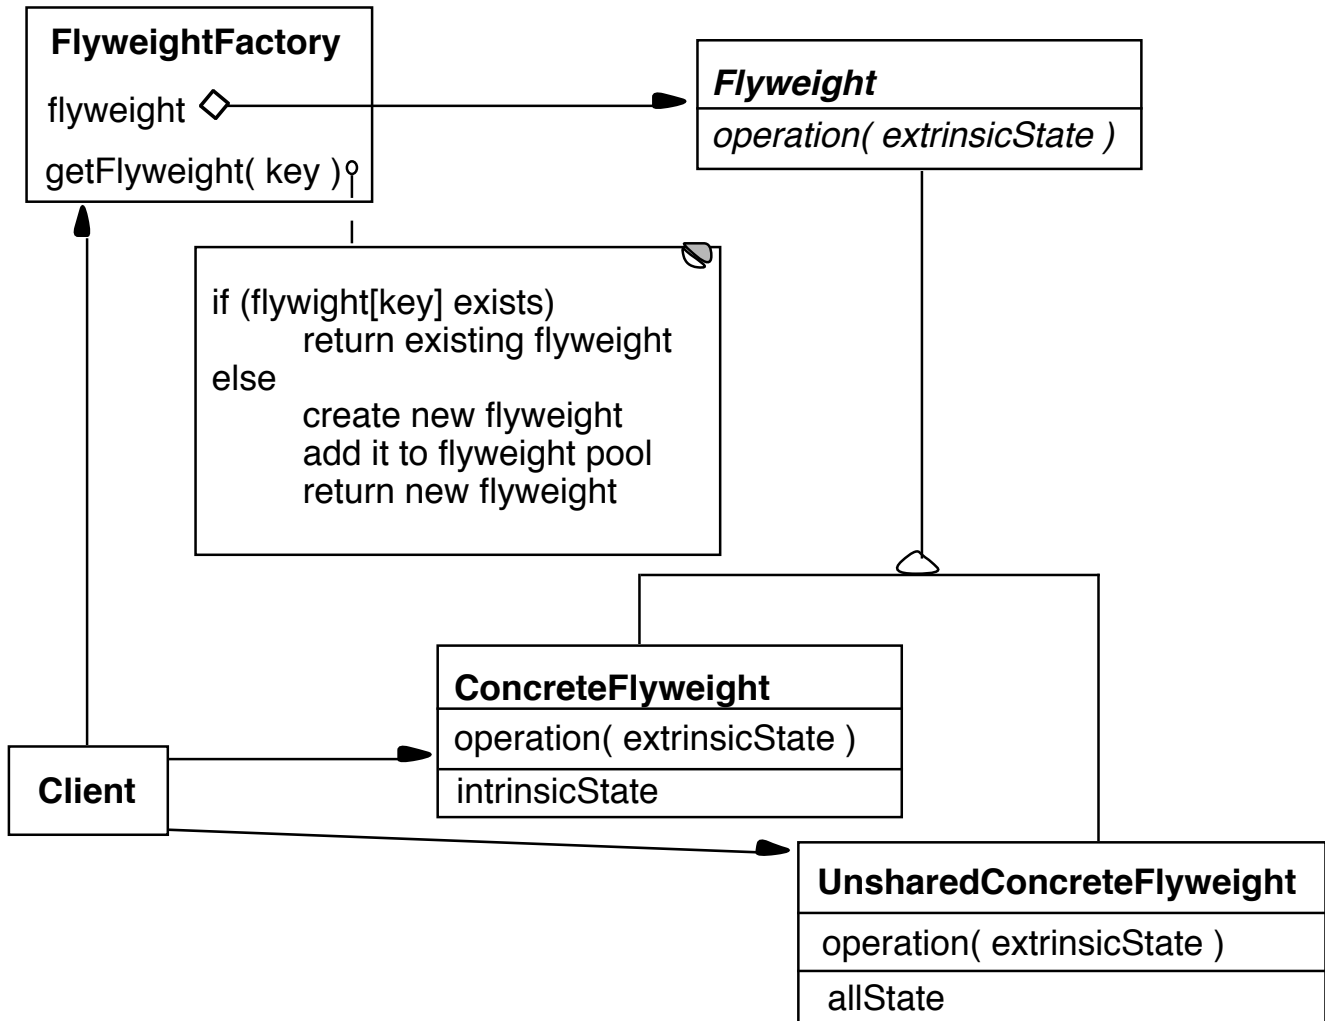 FlyweightFactory
flyweight
getFlyweight( key )
Flyweight
operation( extrinsicState )
if (flywight[key] exists)
return existing flyweight
else
create new flyweight
add it to flyweight pool
return new flyweight
ConcreteFlyweight
operation( extrinsicState )
intrinsicState
Client
UnsharedConcreteFlyweight
operation( extrinsicState )
allState